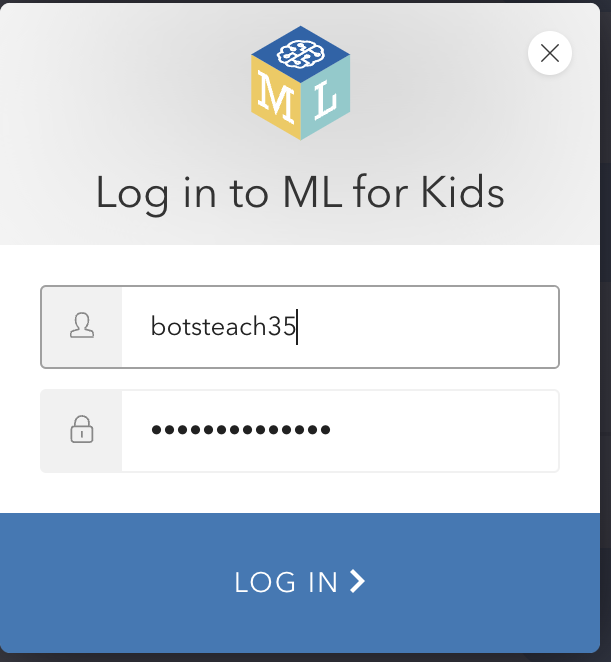 ML
Log in to ML for Kids
botsteach35
••••••••••••••
LOG IN